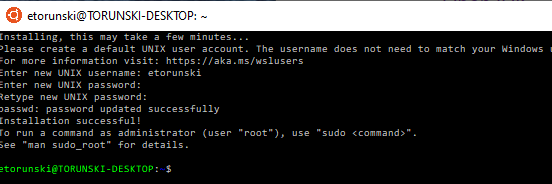 etorunski@TORUNSKI-DESKTOP: ~
Installing, this may take a few minutes...
Please create a default UNIX user account. The username does not need to match your Windows
For more information visit: https://aka.ms/wslusers
Enter new UNIX username: etorunski
Enter new UNIX password:
Retype new UNIX password:
passwd: password updated successfully
Installation successful!
To run a command as administrator (user "root"), use "sudo <command>".
See "man sudo_root" for details.
etorunski@TORUNSKI-DESKTOP:~$